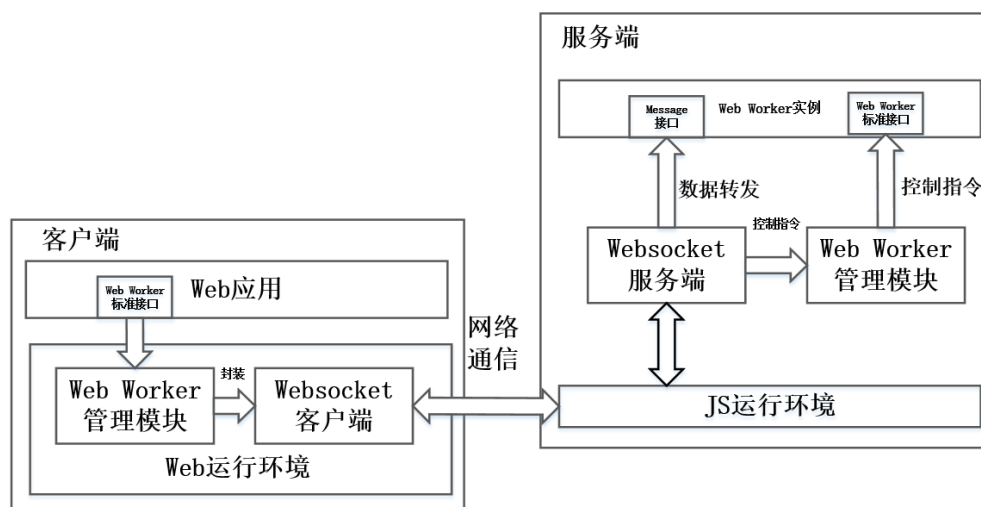 服务端
Message
接口
Web Worker实例
Web Worker
标准接口
数据转发
控制指令
Websocket
服务端
控制指令
Web Worker
管理模块
JS运行环境
网络
通信
客户端
Web Worker
标准接口
Web应用
Web Worker
管理模块
封装
Websocket
客户端
Web运行环境